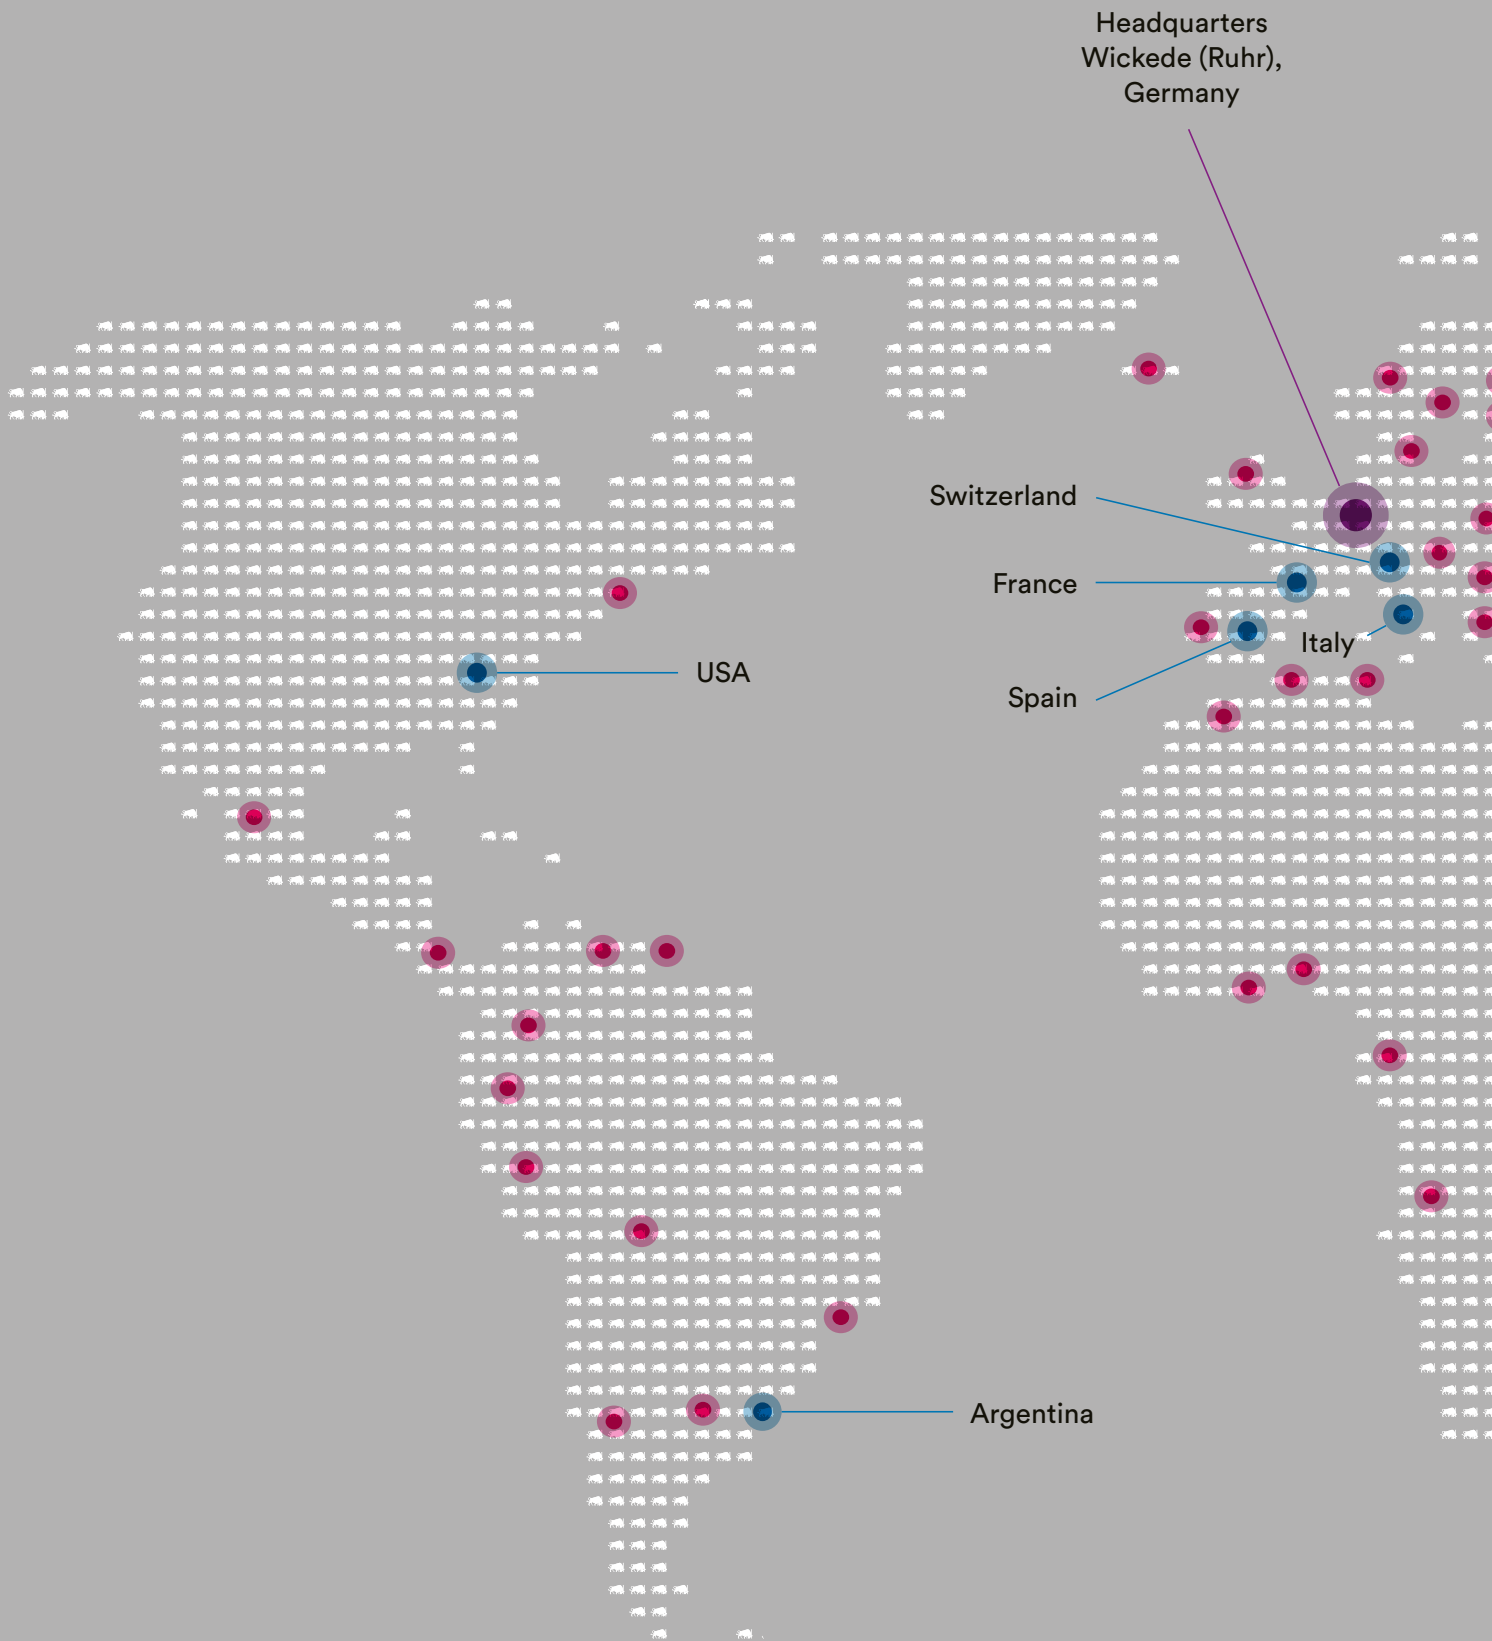 Headquarters
Wickede (Ruhr),
Germany
Switzerland
France
Italy
USA
Spain
Argentina